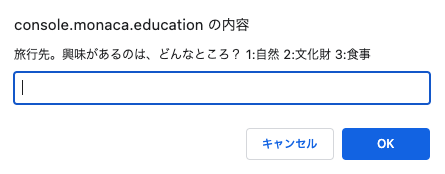 console.monaca.education の内容
旅行先。興味があるのは、どんなところ？ 1:自然 2:文化財 3:食事
キャンセル
OK